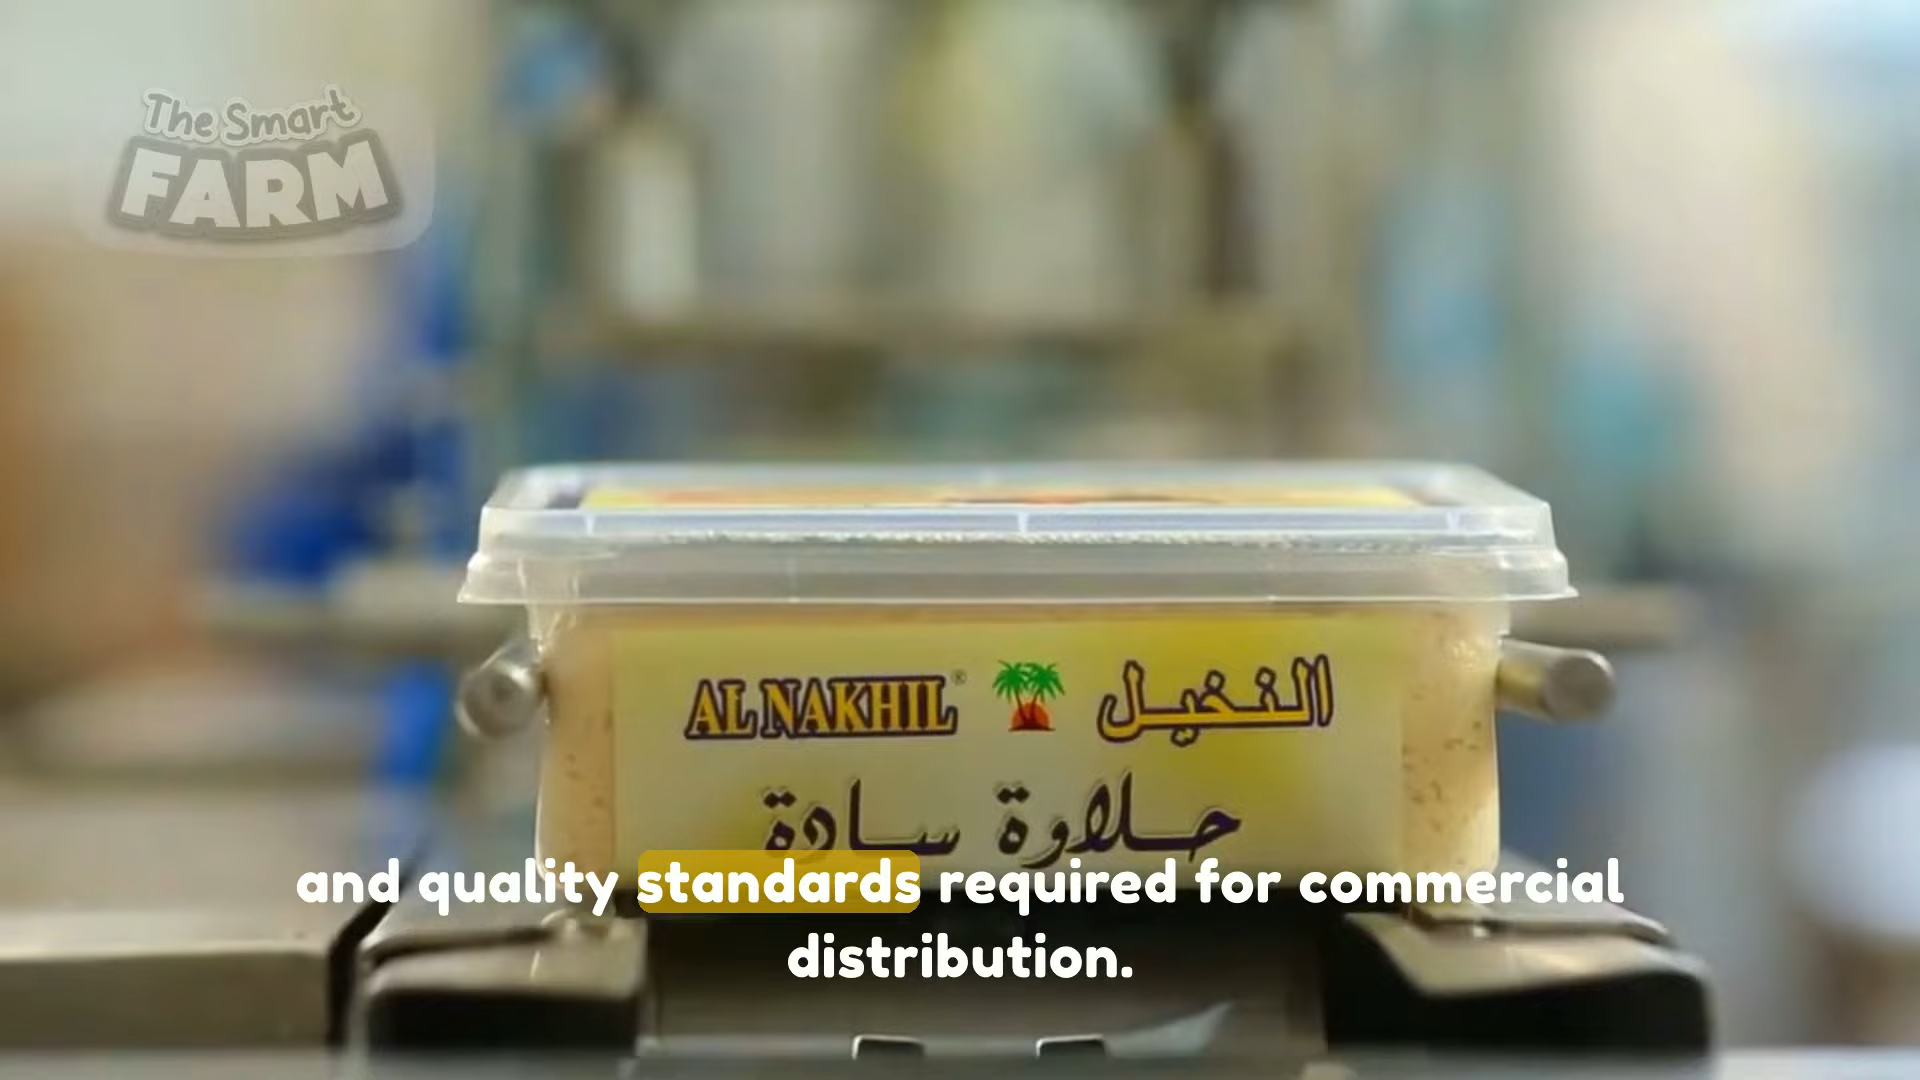 The Smart
FARM
AL NAKHIL® النخيل
حلاوة سادة
and quality standards required for commercial
distribution.